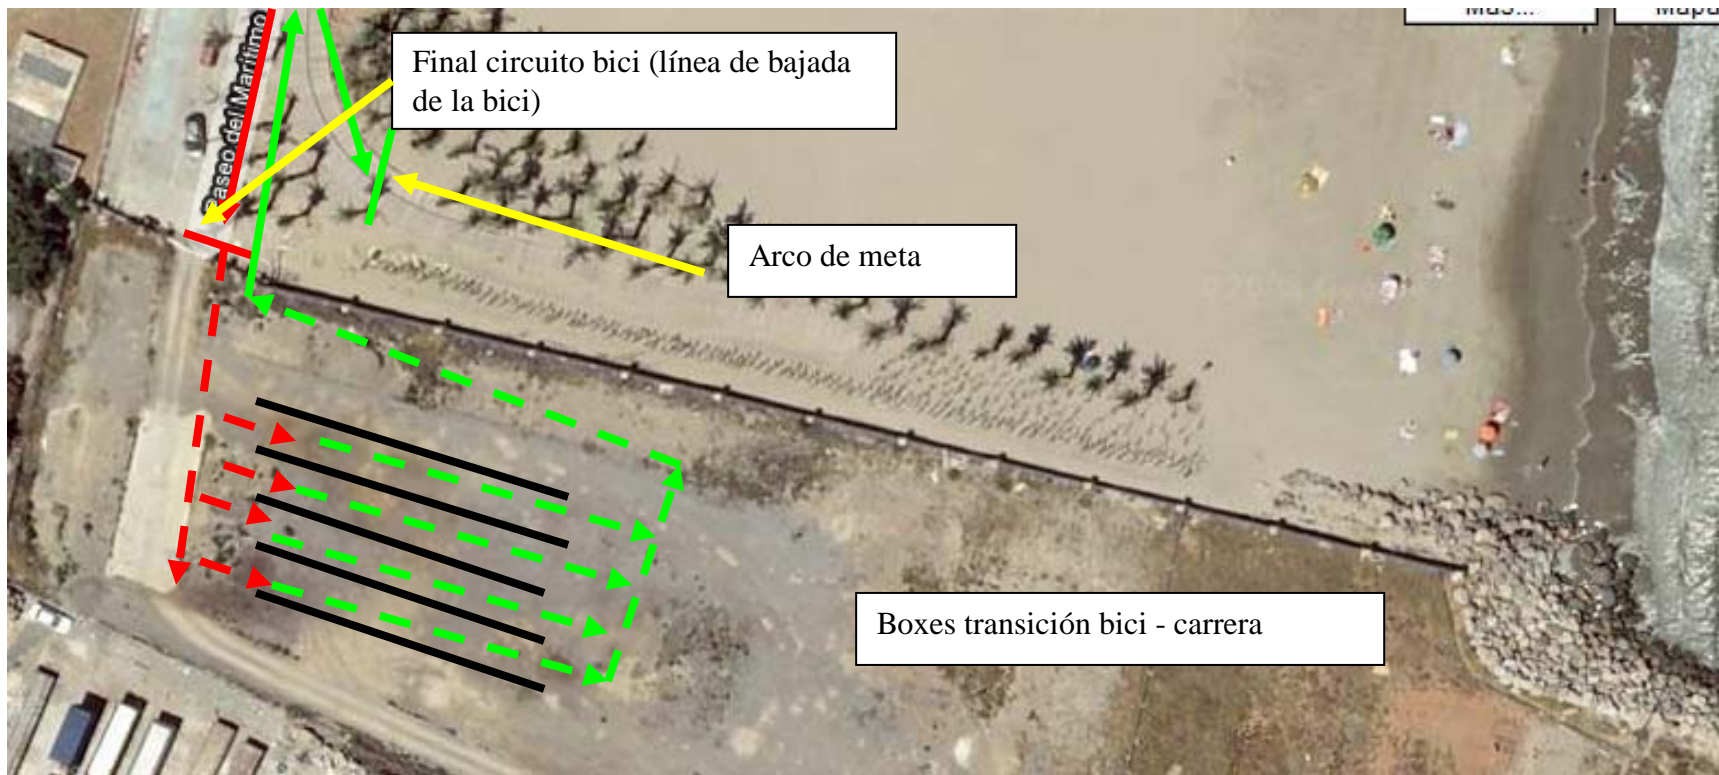 Final circuito bici (línea de bajada
de la bici)
Paseo del Marítimo
Arco de meta
Boxes transición bici - carrera